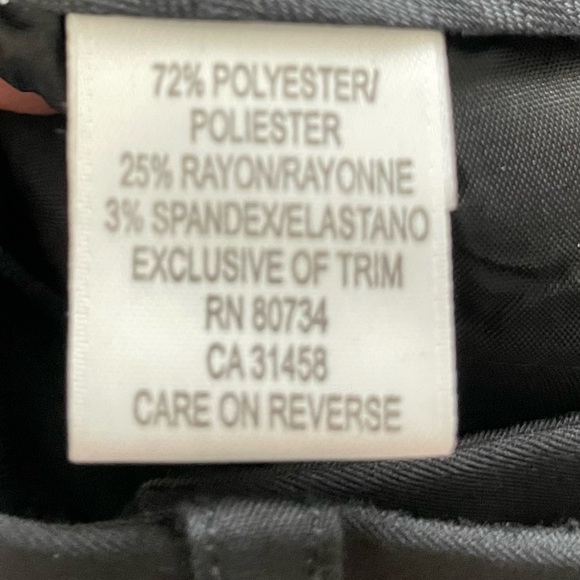 72% POLYESTER/
POLIESTER
25% RAYON/RAYONNE
3% SPANDEX/ELASTANO
EXCLUSIVE OF TRIM
RN 80734
CA 31458
CARE ON REVERSE